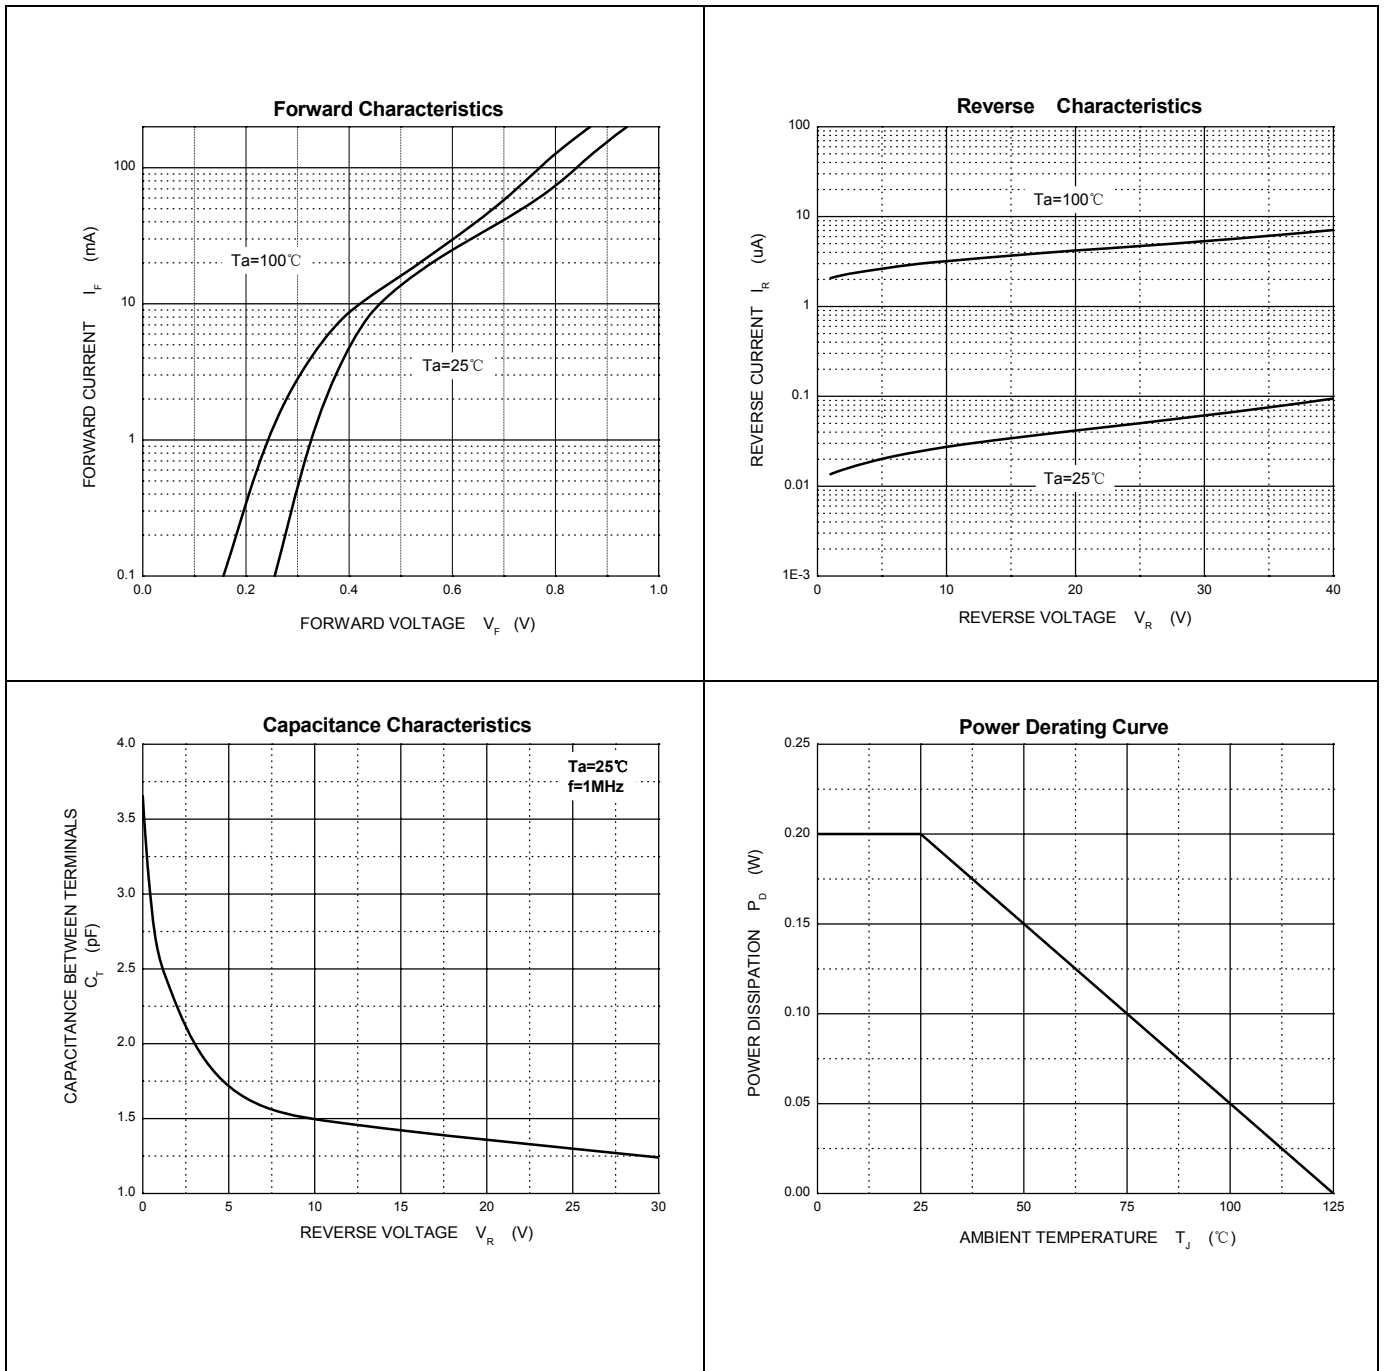 Forward Characteristics
100
10
1
0.1
0.0
0.2
0.4
0.6
0.8
1.0
Ta=100℃
Ta=25℃
FORWARD CURRENT I_F (mA)
FORWARD VOLTAGE V_F (V)
Reverse Characteristics
100
10
1
0.1
0.01
1E-3
0
10
20
30
40
Ta=100℃
Ta=25℃
REVERSE CURRENT I_R (uA)
REVERSE VOLTAGE V_R (V)
Capacitance Characteristics
4.0
3.5
3.0
2.5
2.0
1.5
1.0
0
5
10
15
20
25
30
Ta=25℃
f=1MHz
CAPACITANCE BETWEEN TERMINALS
C_T (pF)
REVERSE VOLTAGE V_R (V)
Power Derating Curve
0.25
0.20
0.15
0.10
0.05
0.00
0
25
50
75
100
125
POWER DISSIPATION P_D (W)
AMBIENT TEMPERATURE T_J (℃)